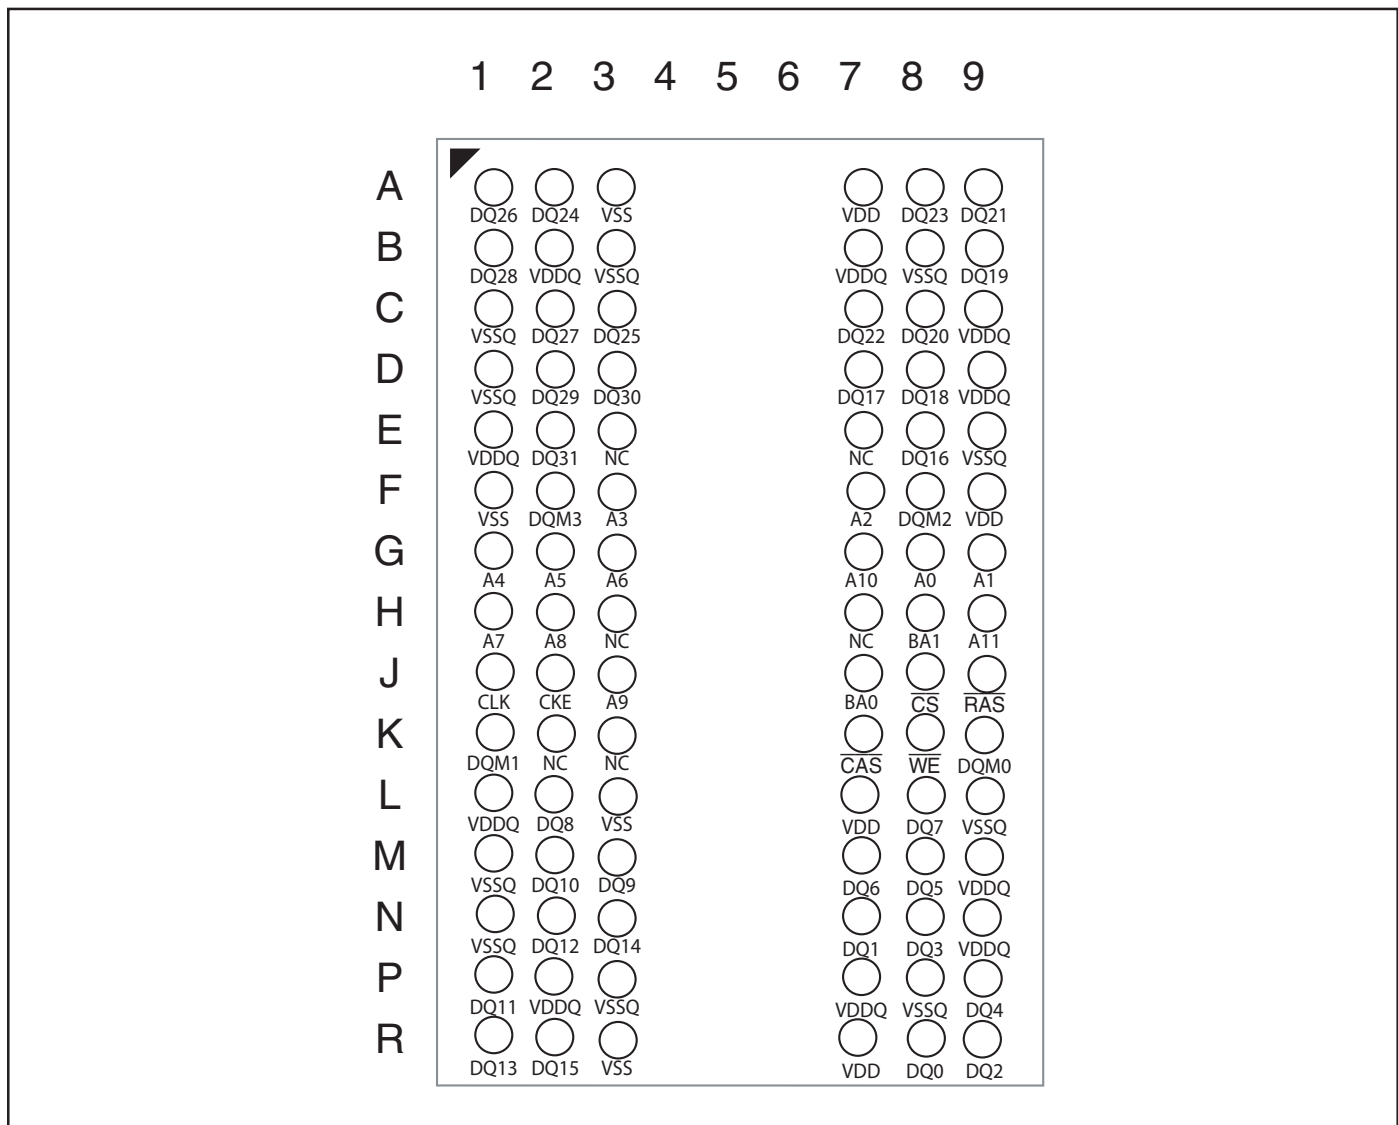 1 2 3 4 5 6 7 8 9
A
DQ26 DQ24 VSS VDD DQ23 DQ21
B
DQ28 VDDQ VSSQ VDDQ VSSQ DQ19
C
VSSQ DQ27 DQ25 DQ22 DQ20 VDDQ
D
VSSQ DQ29 DQ30 DQ17 DQ18 VDDQ
E
VDDQ DQ31 NC NC DQ16 VSSQ
F
VSS DQM3 A3 A2 DQM2 VDD
G
A4 A5 A6 A10 A0 A1
H
A7 A8 NC NC BA1 A11
J
CLK CKE A9 BA0 C̅S̅ R̅A̅S̅
K
DQM1 NC NC C̅A̅S̅ W̅E̅ DQM0
L
VDDQ DQ8 VSS VDD DQ7 VSSQ
M
VSSQ DQ10 DQ9 DQ6 DQ5 VDDQ
N
VSSQ DQ12 DQ14 DQ1 DQ3 VDDQ
P
DQ11 VDDQ VSSQ VDDQ VSSQ DQ4
R
DQ13 DQ15 VSS VDD DQ0 DQ2